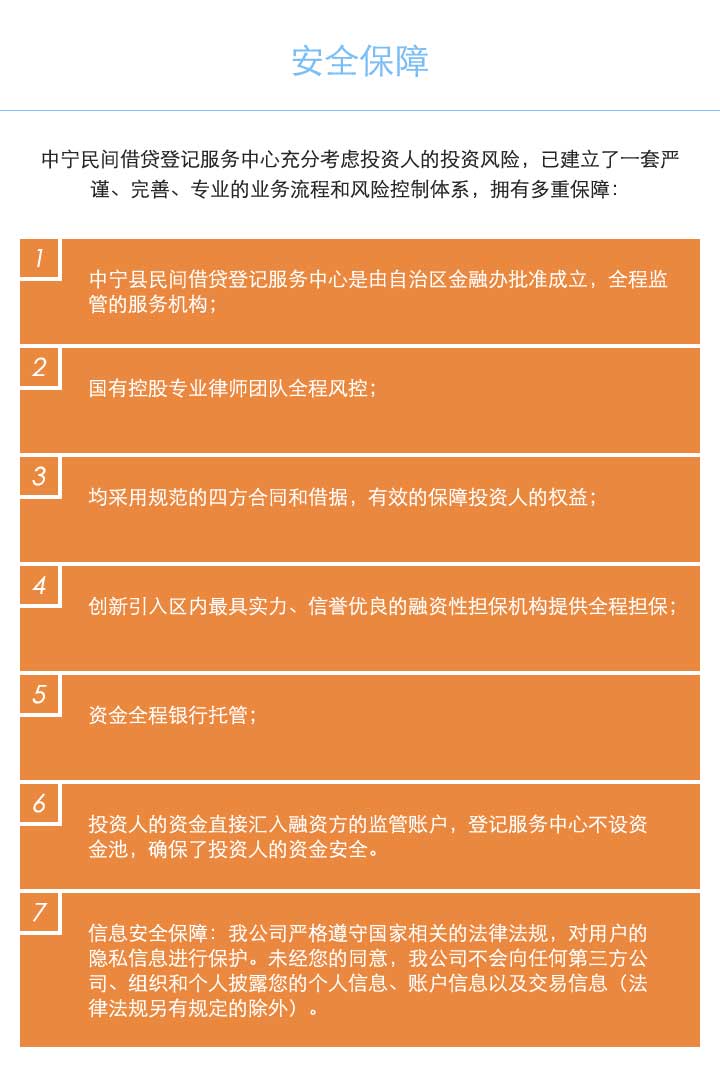 安全保障
中宁民间借贷登记服务中心充分考虑投资人的投资风险，已建立了一套严
谨、完善、专业的业务流程和风险控制体系，拥有多重保障：
1
中宁县民间借贷登记服务中心是由自治区金融办批准成立，全程监
管的服务机构；
2
国有控股专业律师团队全程风控；
3
均采用规范的四方合同和借据，有效的保障投资人的权益；
4
创新引入区内最具实力、信誉优良的融资性担保机构提供全程担保；
5
资金全程银行托管；
6
投资人的资金直接汇入融资方的监管账户，登记服务中心不设资
金池，确保了投资人的资金安全。
7
信息安全保障：我公司严格遵守国家相关的法律法规，对用户的
隐私信息进行保护。未经您的同意，我公司不会向任何第三方公
司、组织和个人披露您的个人信息、账户信息以及交易信息（法
律法规另有规定的除外）。